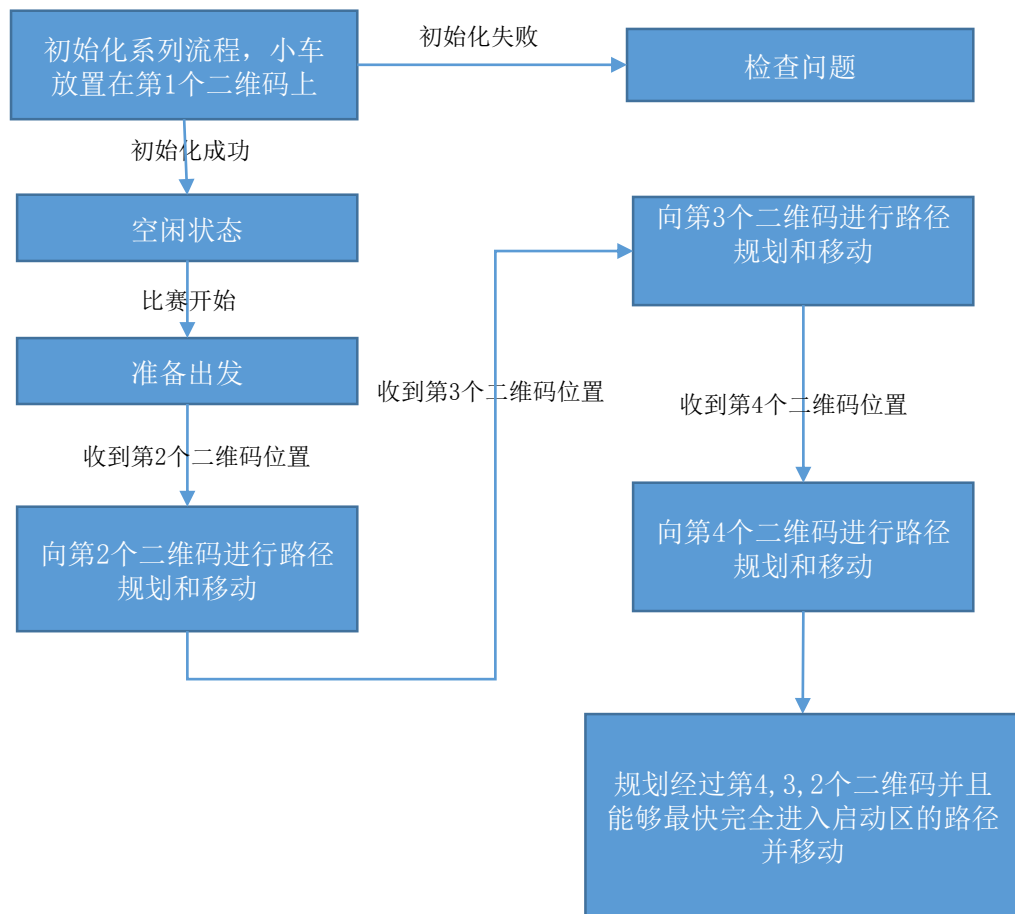 初始化系列流程，小车
放置在第1个二维码上
初始化失败
检查问题
初始化成功
空闲状态
比赛开始
准备出发
收到第2个二维码位置
向第2个二维码进行路径
规划和移动
收到第3个二维码位置
向第3个二维码进行路径
规划和移动
收到第4个二维码位置
向第4个二维码进行路径
规划和移动
规划经过第4,3,2个二维码并且
能够最快完全进入启动区的路径
并移动